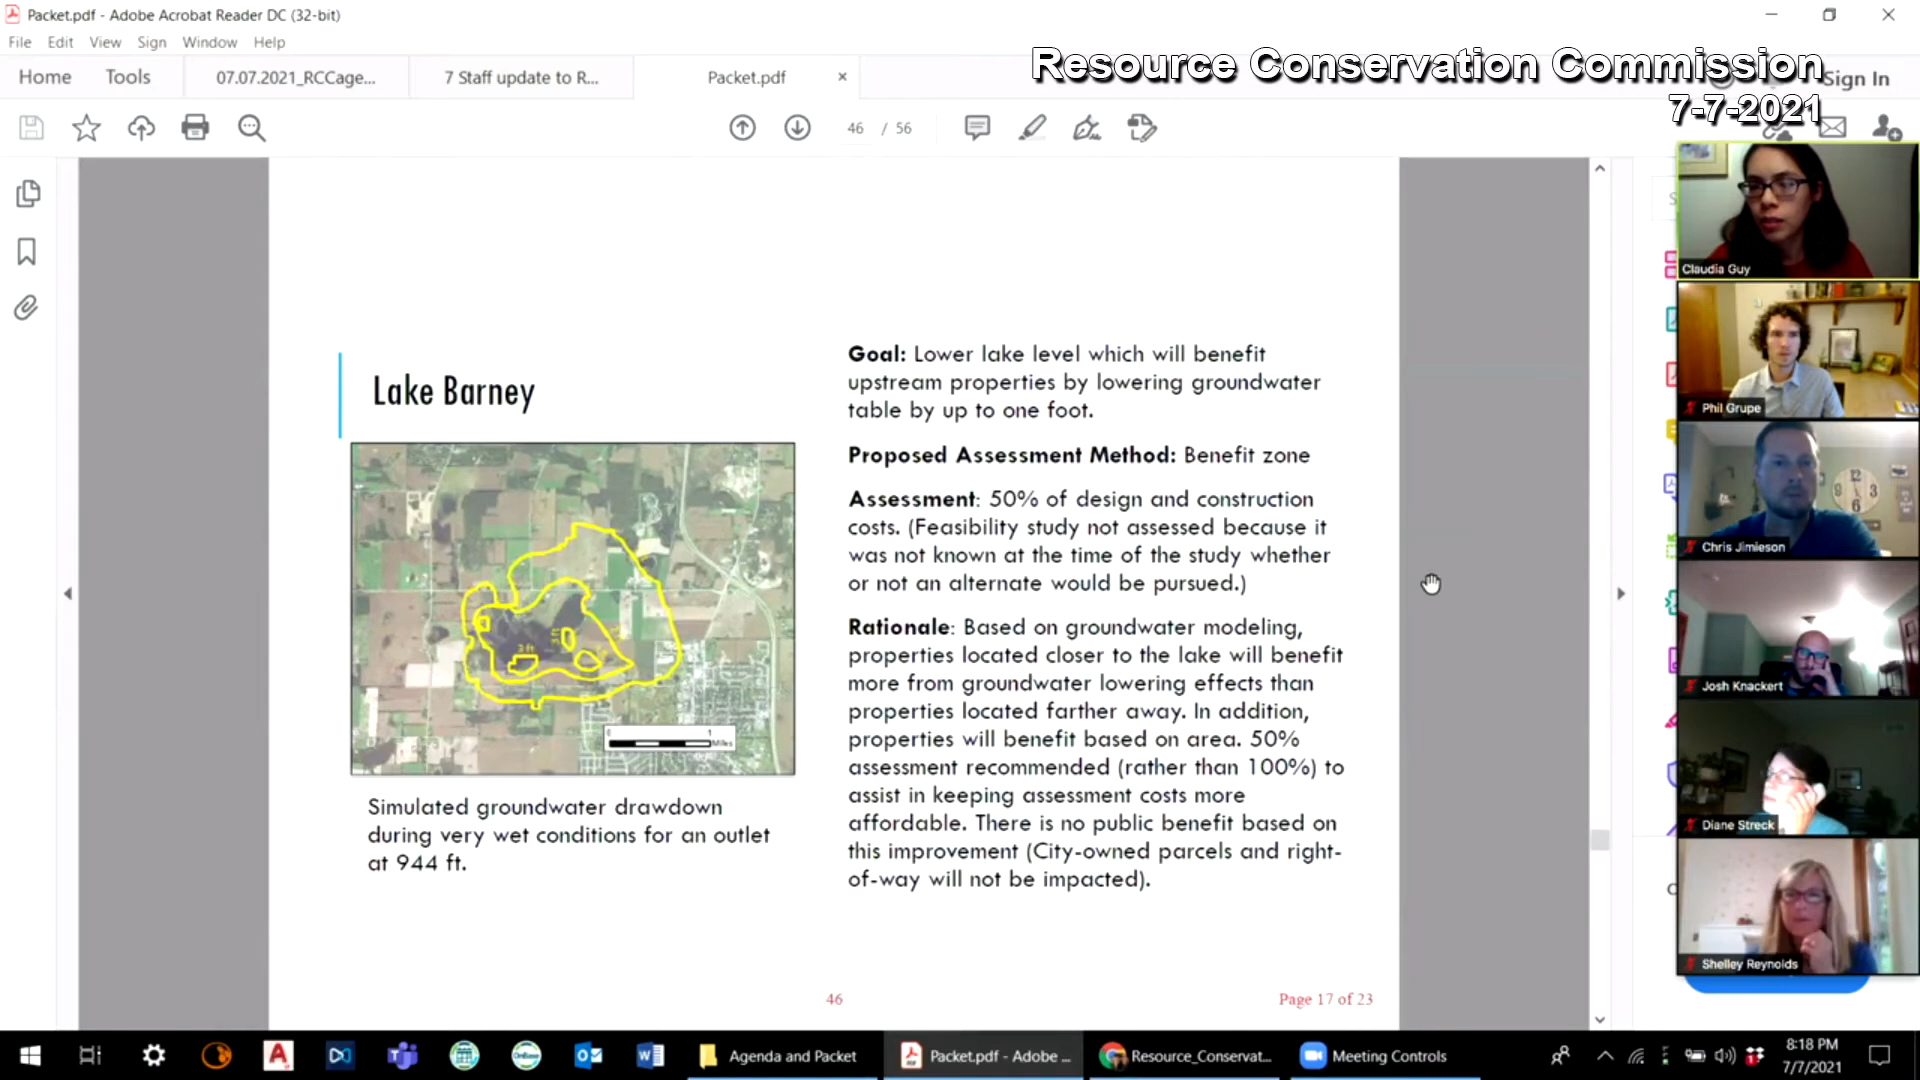 Packet.pdf - Adobe Acrobat Reader DC (32-bit)
File Edit View Sign Window Help
Resource Conservation Commission
Home Tools 07.07.2021_RCCage... 7 Staff update to R... Packet.pdf × Sign In
7-7-2021
46 / 56
Claudia Guy
Phil Grupe
Chris Jimieson
Josh Knackert
Diane Streck
Shelley Reynolds
Lake Barney
3 ft
0 1
Miles
Simulated groundwater drawdown
during very wet conditions for an outlet
at 944 ft.
Goal: Lower lake level which will benefit
upstream properties by lowering groundwater
table by up to one foot.
Proposed Assessment Method: Benefit zone
Assessment: 50% of design and construction
costs. (Feasibility study not assessed because it
was not known at the time of the study whether
or not an alternate would be pursued.)
Rationale: Based on groundwater modeling,
properties located closer to the lake will benefit
more from groundwater lowering effects than
properties located farther away. In addition,
properties will benefit based on area. 50%
assessment recommended (rather than 100%) to
assist in keeping assessment costs more
affordable. There is no public benefit based on
this improvement (City-owned parcels and right-
of-way will not be impacted).
46
Page 17 of 23
Agenda and Packet Packet.pdf - Adobe ... Resource_Conservat... Meeting Controls
8:18 PM
7/7/2021